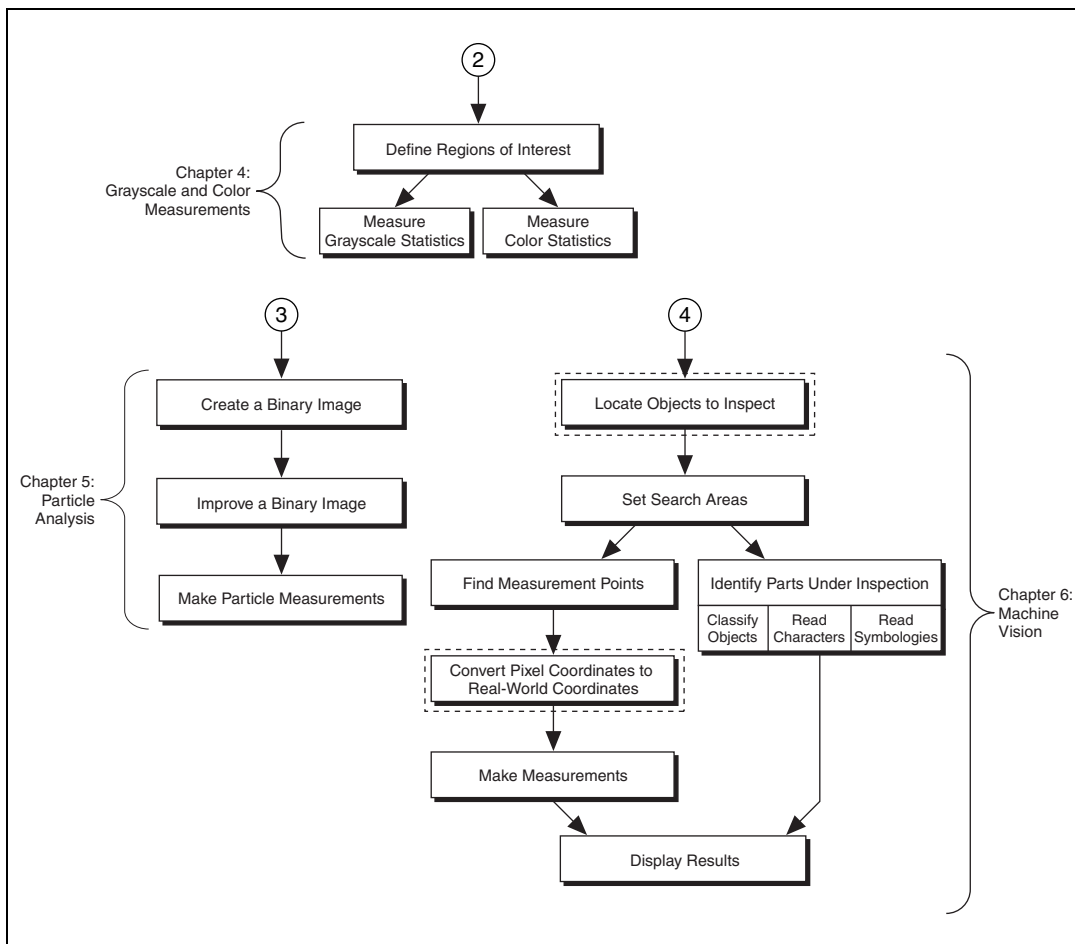 2
Define Regions of Interest
Chapter 4:
Grayscale and Color
Measurements
Measure
Grayscale Statistics
Measure
Color Statistics
3
Create a Binary Image
Improve a Binary Image
Make Particle Measurements
Chapter 5:
Particle
Analysis
4
Locate Objects to Inspect
Set Search Areas
Find Measurement Points
Identify Parts Under Inspection
Classify
Objects
Read
Characters
Read
Symbologies
Convert Pixel Coordinates to
Real-World Coordinates
Make Measurements
Display Results
Chapter 6:
Machine
Vision